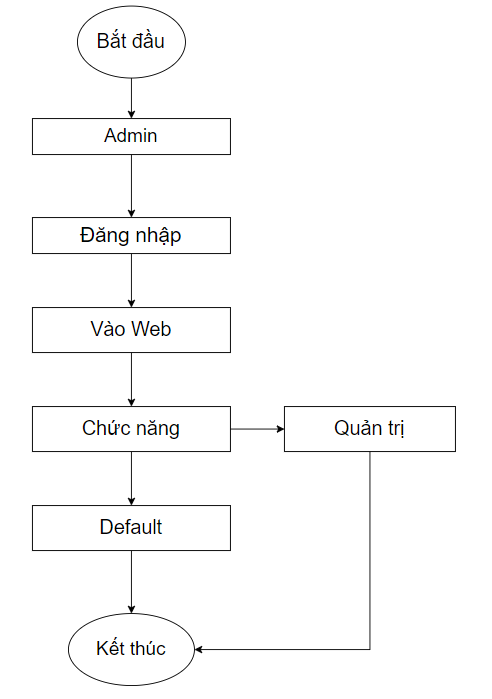 Bắt đầu
Admin
Đăng nhập
Vào Web
Chức năng
Quản trị
Default
Kết thúc